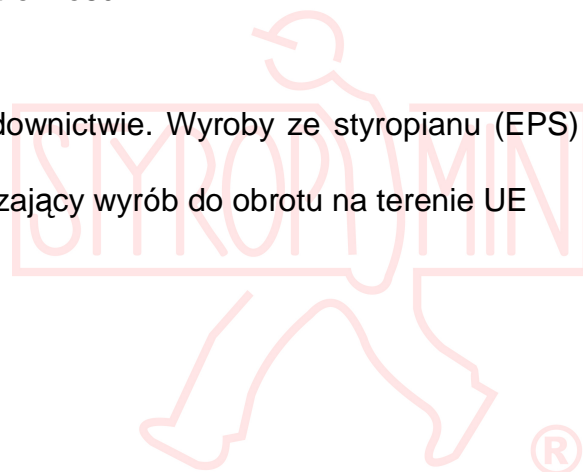 downictwie. Wyroby ze styropianu (EPS)
zający wyrób do obrotu na terenie UE
STYROPMIN
®